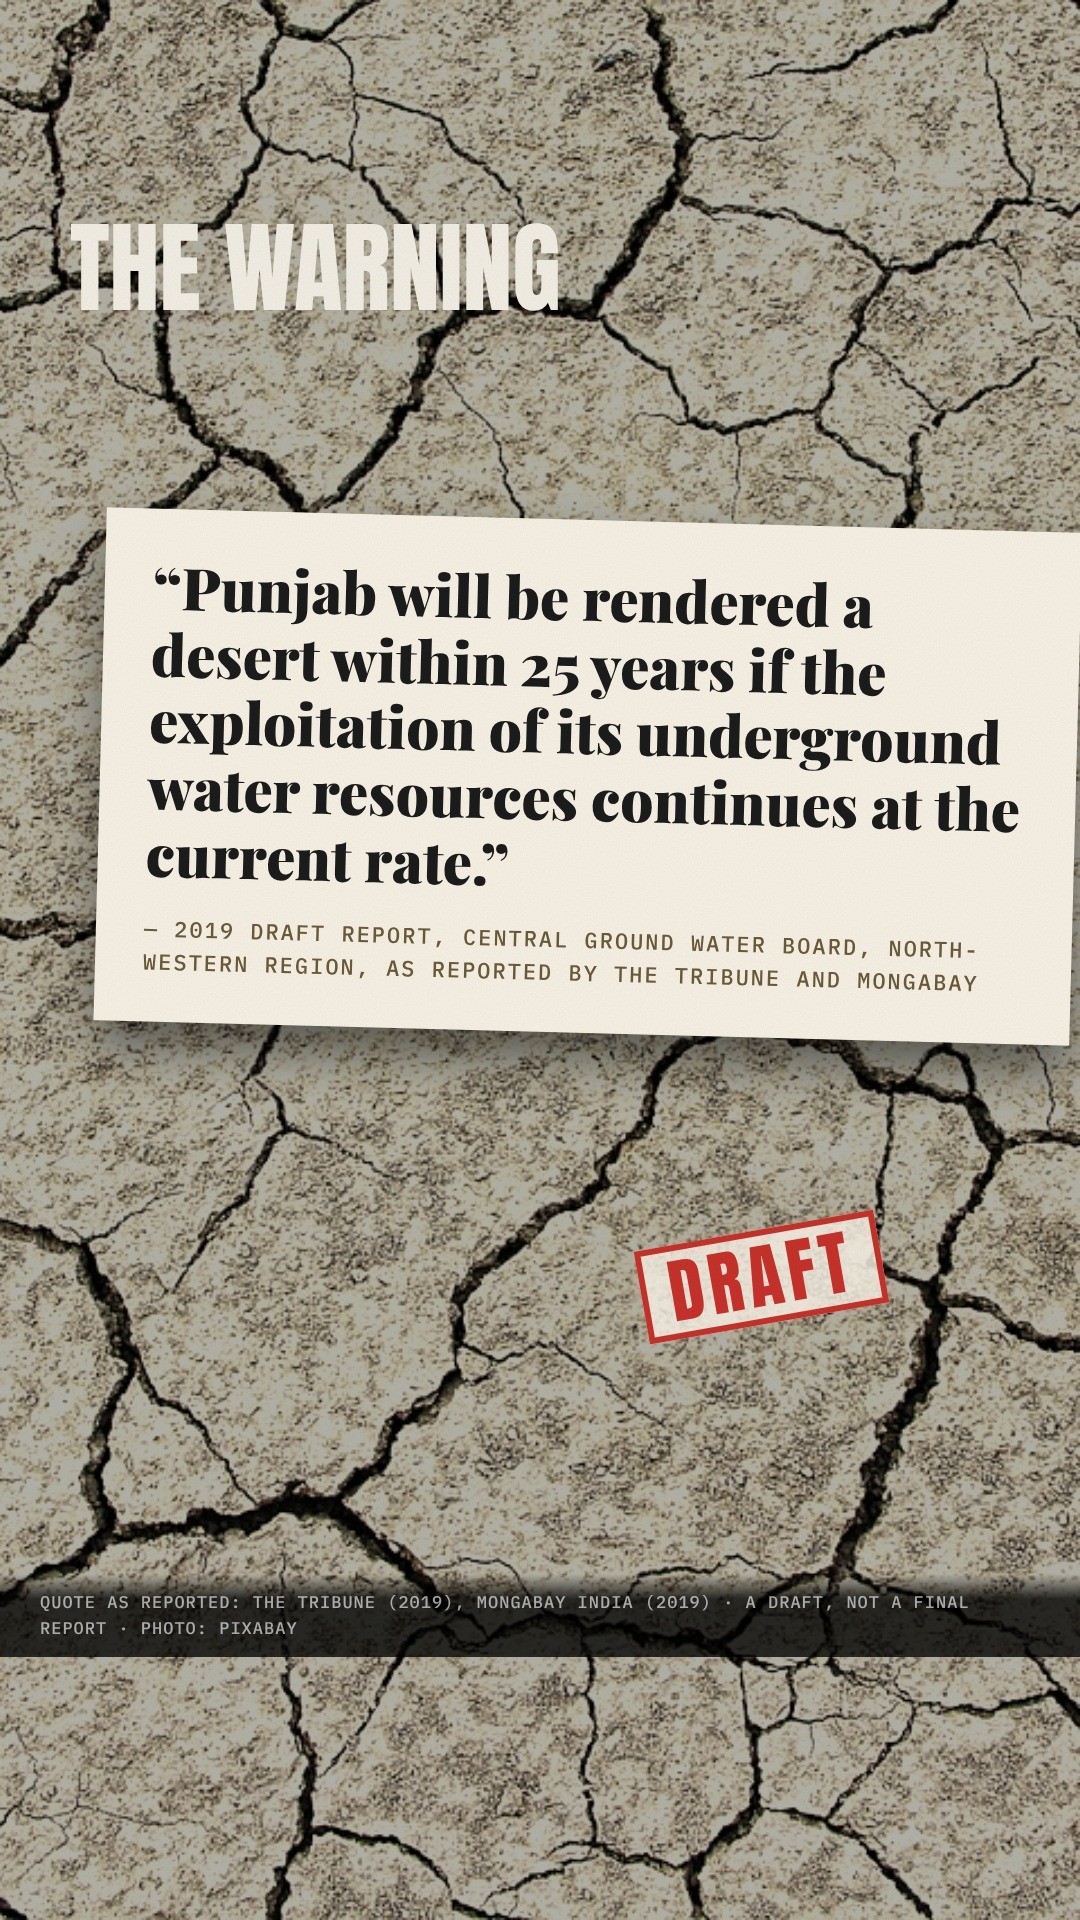 THE WARNING
“Punjab will be rendered a
desert within 25 years if the
exploitation of its underground
water resources continues at the
current rate.”
— 2019 DRAFT REPORT, CENTRAL GROUND WATER BOARD, NORTH-
WESTERN REGION, AS REPORTED BY THE TRIBUNE AND MONGABAY
DRAFT
QUOTE AS REPORTED: THE TRIBUNE (2019), MONGABAY INDIA (2019) · A DRAFT, NOT A FINAL
REPORT · PHOTO: PIXABAY